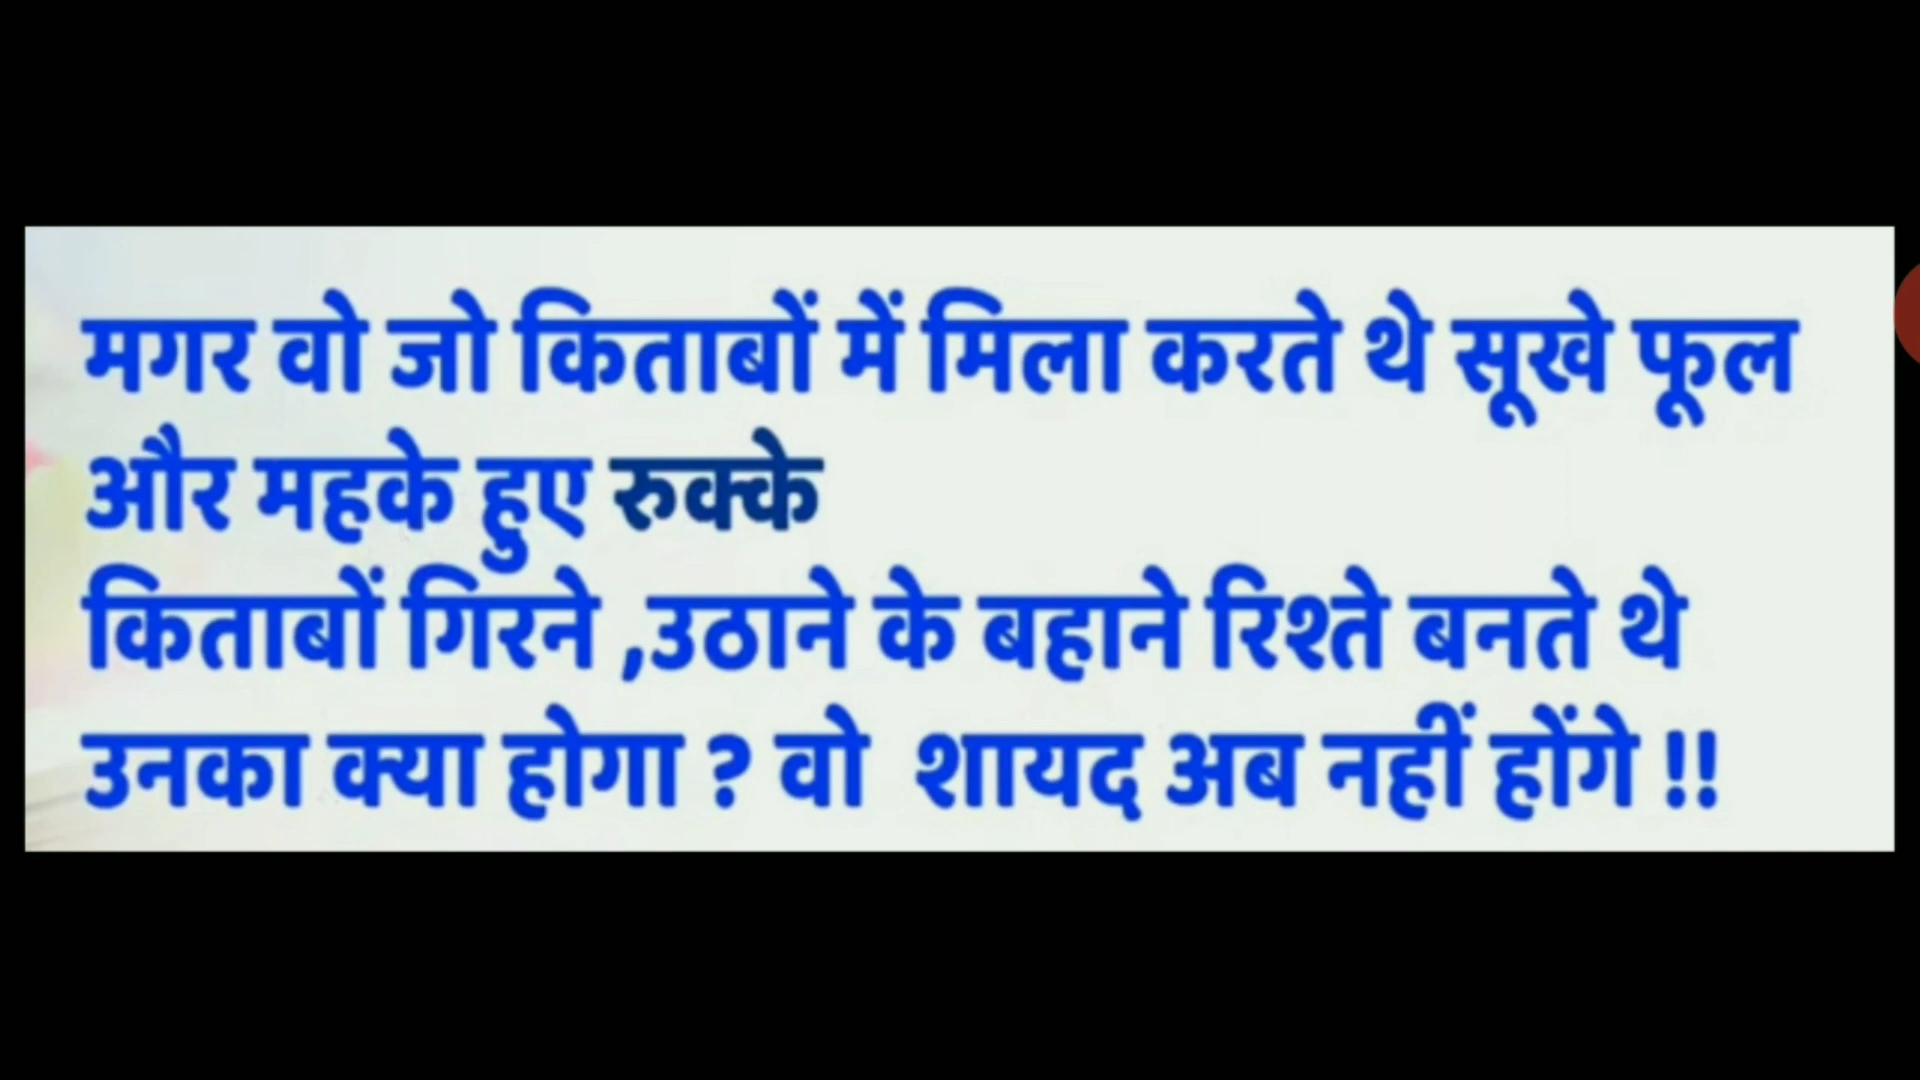 मगर वो जो किताबों में मिला करते थे सूखे फूल
और महके हुए रुक्के
किताबों गिरने ,उठाने के बहाने रिश्ते बनते थे
उनका क्या होगा ? वो  शायद अब नहीं होंगे !!